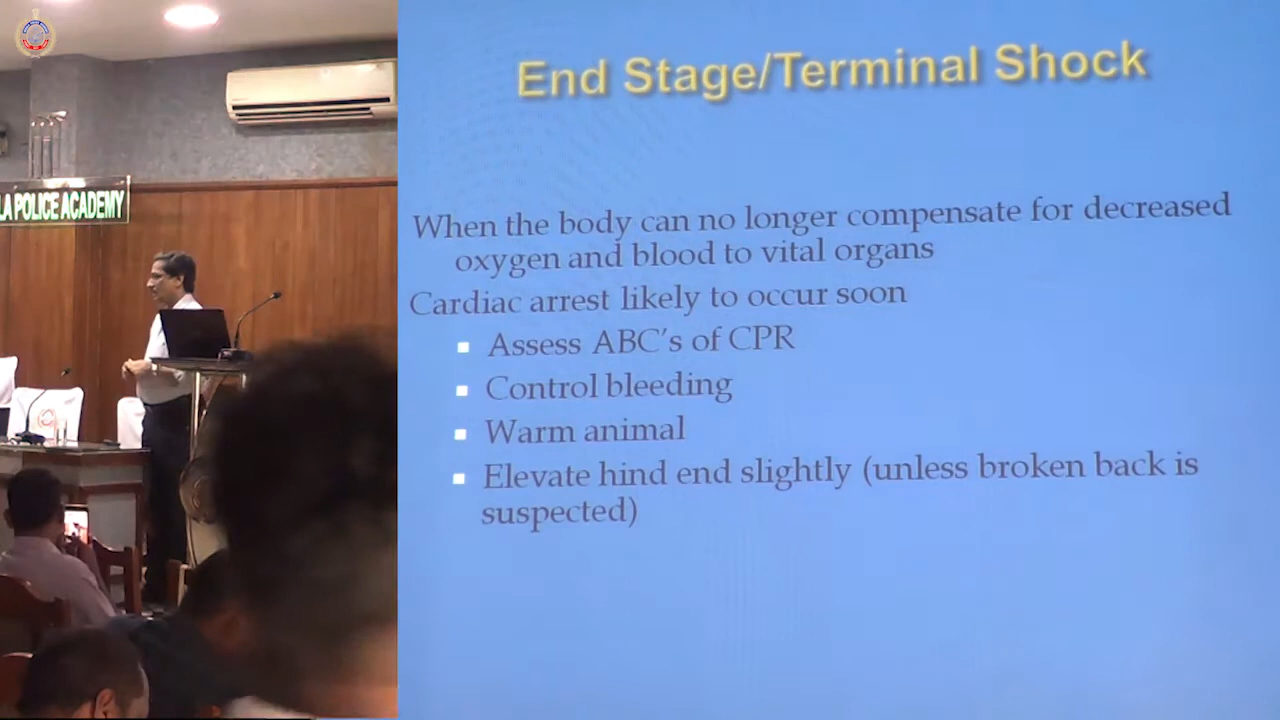 LA POLICE ACADEMY
End Stage/Terminal Shock
When the body can no longer compensate for decreased
oxygen and blood to vital organs
Cardiac arrest likely to occur soon
Assess ABC's of CPR
Control bleeding
Warm animal
Elevate hind end slightly (unless broken back is
suspected)